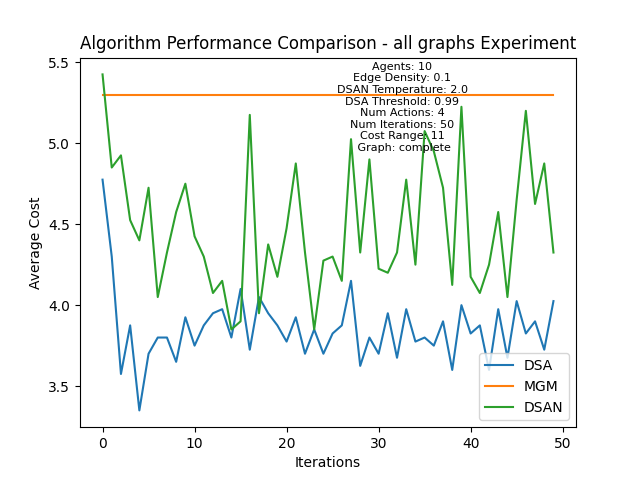 Algorithm Performance Comparison - all graphs Experiment
Agents: 10
Edge Density: 0.1
DSAN Temperature: 2.0
DSA Threshold: 0.99
Num Actions: 4
Num Iterations: 50
Cost Range: 11
Graph: complete
5.5
5.0
4.5
4.0
3.5
Average Cost
0
10
20
30
40
50
Iterations
DSA
MGM
DSAN